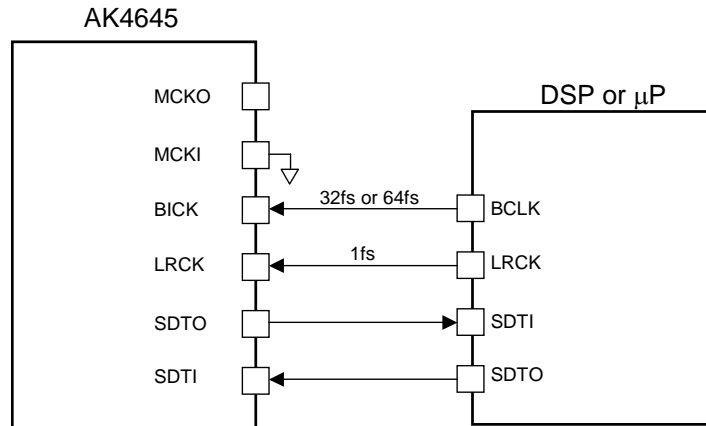 AK4645
DSP or μP
MCKO
MCKI
BICK
32fs or 64fs
BCLK
LRCK
1fs
LRCK
SDTO
SDTI
SDTI
SDTO